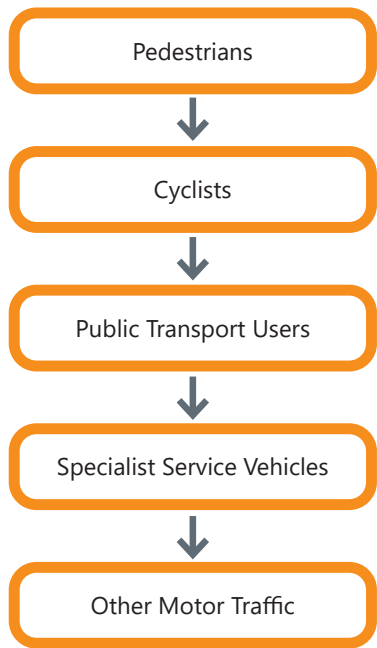 Pedestrians
Cyclists
Public Transport Users
Specialist Service Vehicles
Other Motor Traffic